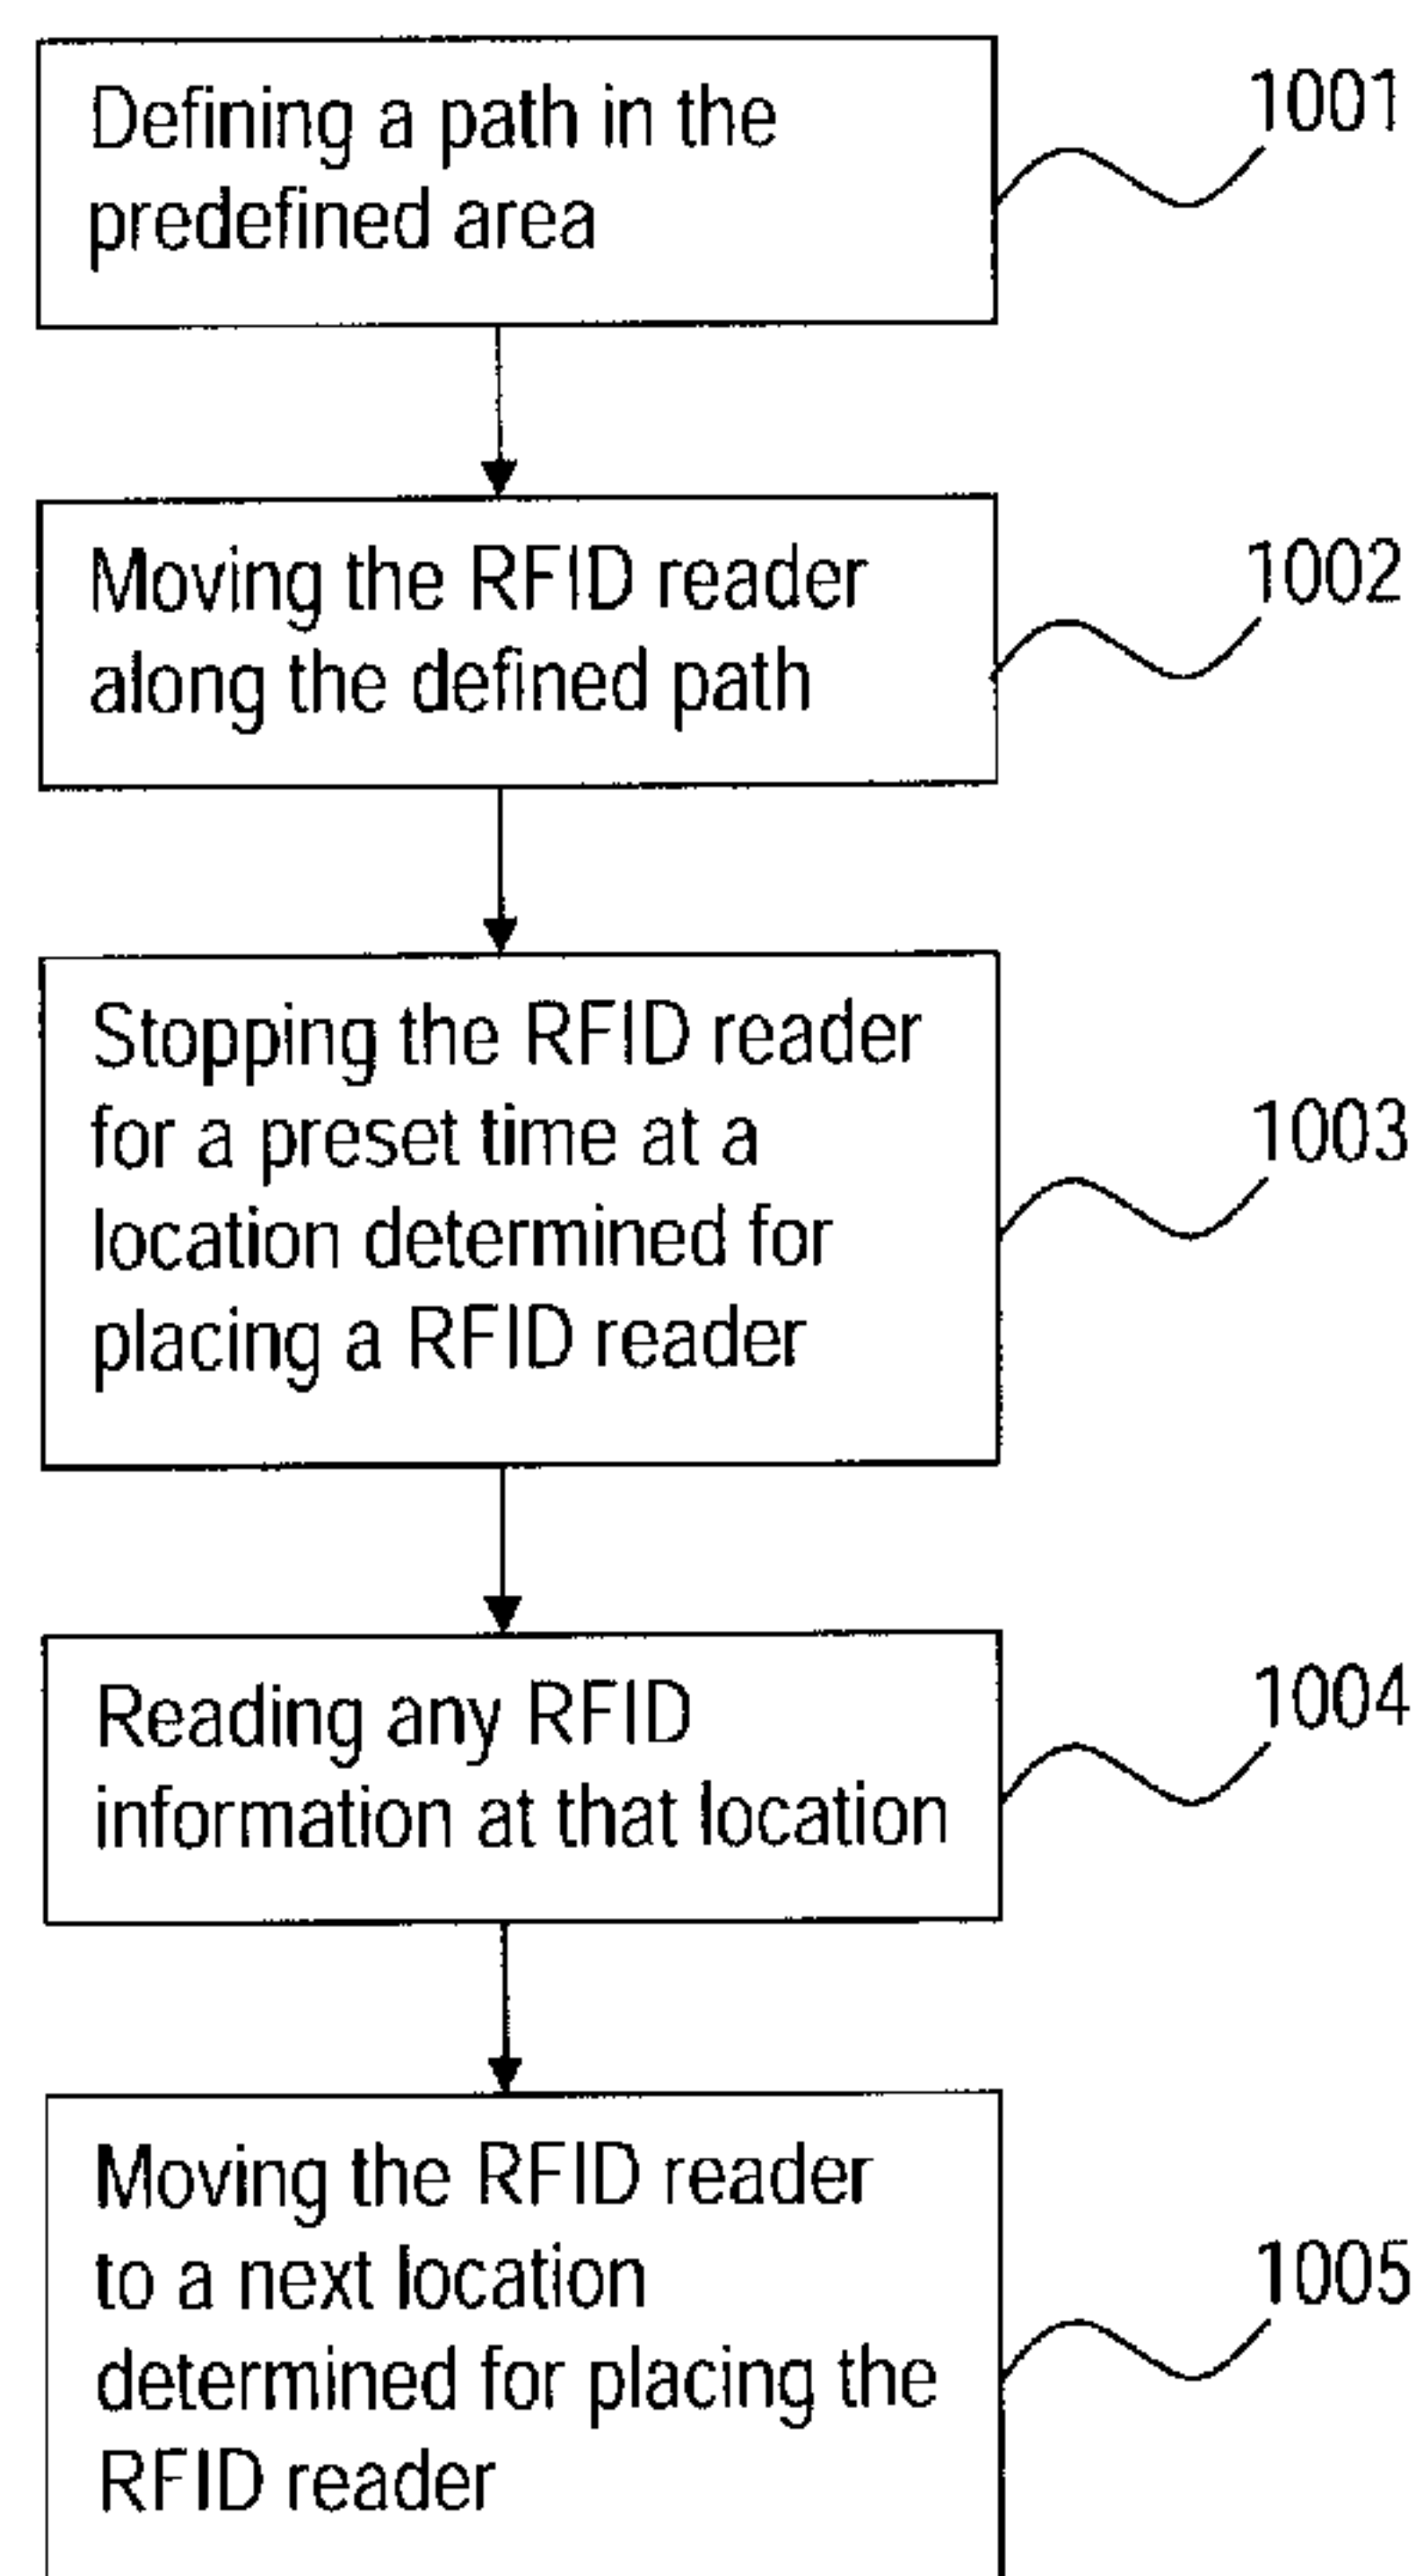 Defining a path in the
predefined area
1001
Moving the RFID reader
along the defined path
1002
Stopping the RFID reader
for a preset time at a
location determined for
placing a RFID reader
1003
Reading any RFID
information at that location
1004
Moving the RFID reader
to a next location
determined for placing the
RFID reader
1005